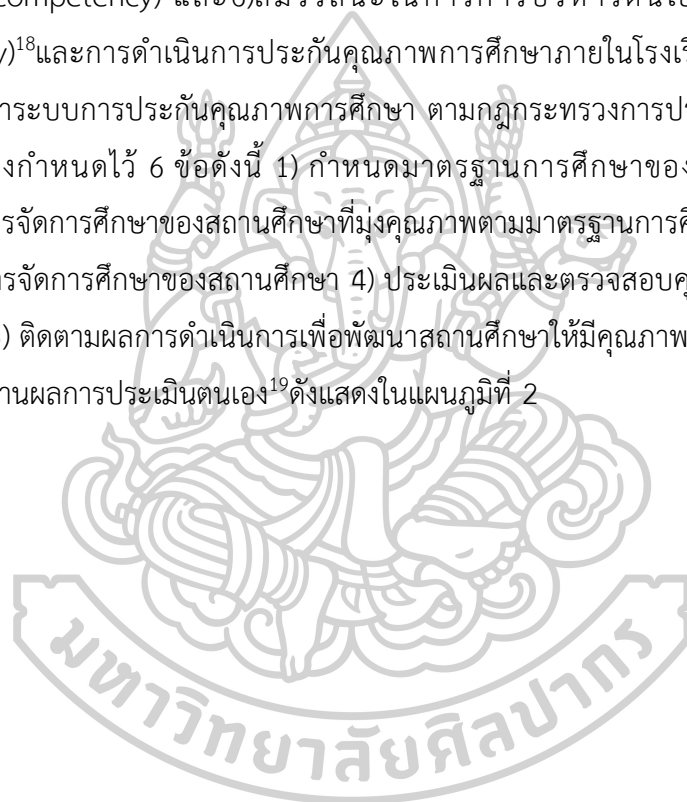 competency) และ6)สมรรถนะในการการบริหารตนเอ
y)18และการดำเนินการประกันคุณภาพการศึกษาภายในโรงเรี
าระบบการประกันคุณภาพการศึกษา ตามกฎกระทรวงการปร
งกำหนดไว้ 6 ข้อดังนี้ 1) กำหนดมาตรฐานการศึกษาของ
รจัดการศึกษาของสถานศึกษาที่มุ่งคุณภาพตามมาตรฐานการศึ
ารจัดการศึกษาของสถานศึกษา 4) ประเมินผลและตรวจสอบคุ
) ติดตามผลการดำเนินการเพื่อพัฒนาสถานศึกษาให้มีคุณภาพ
านผลการประเมินตนเอง19ดังแสดงในแผนภูมิที่ 2
มหาวิทยาลัยศิลปากร